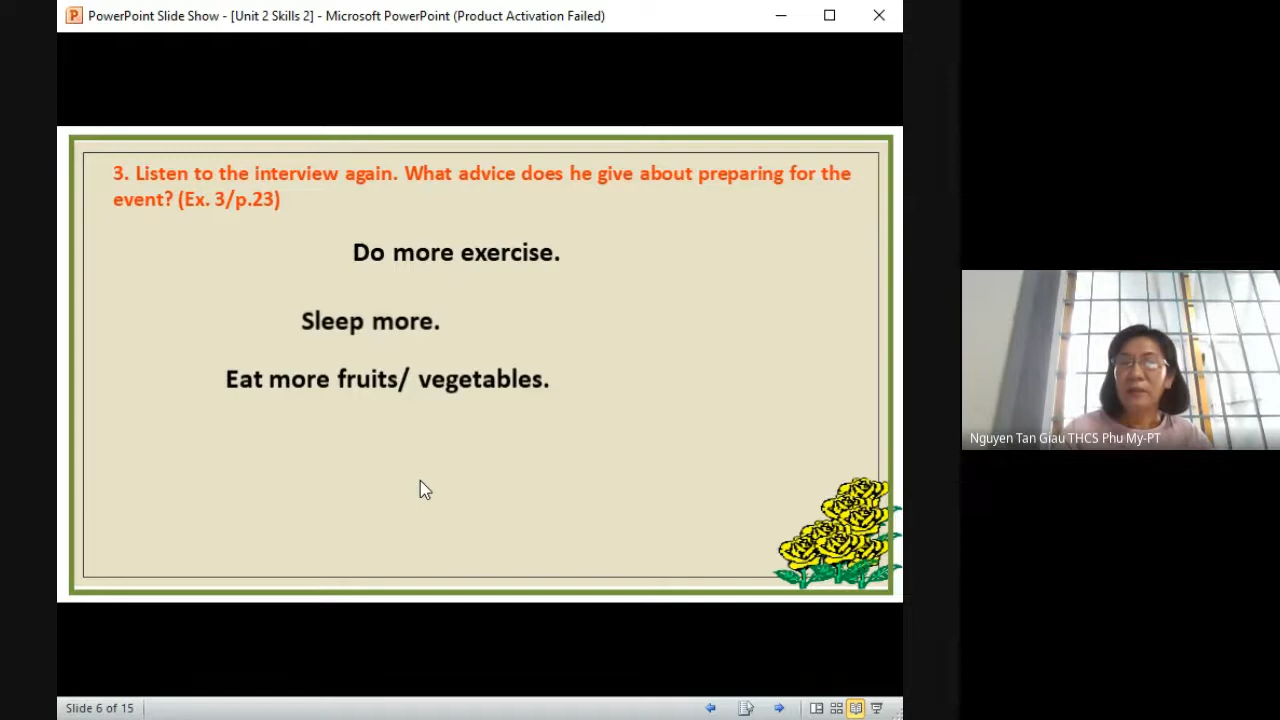 PowerPoint Slide Show - [Unit 2 Skills 2] - Microsoft PowerPoint (Product Activation Failed)
3. Listen to the interview again. What advice does he give about preparing for the
event? (Ex. 3/p.23)
Do more exercise.
Sleep more.
Eat more fruits/ vegetables.
Nguyen Tan Giau THCS Phu My-PT
Slide 6 of 15